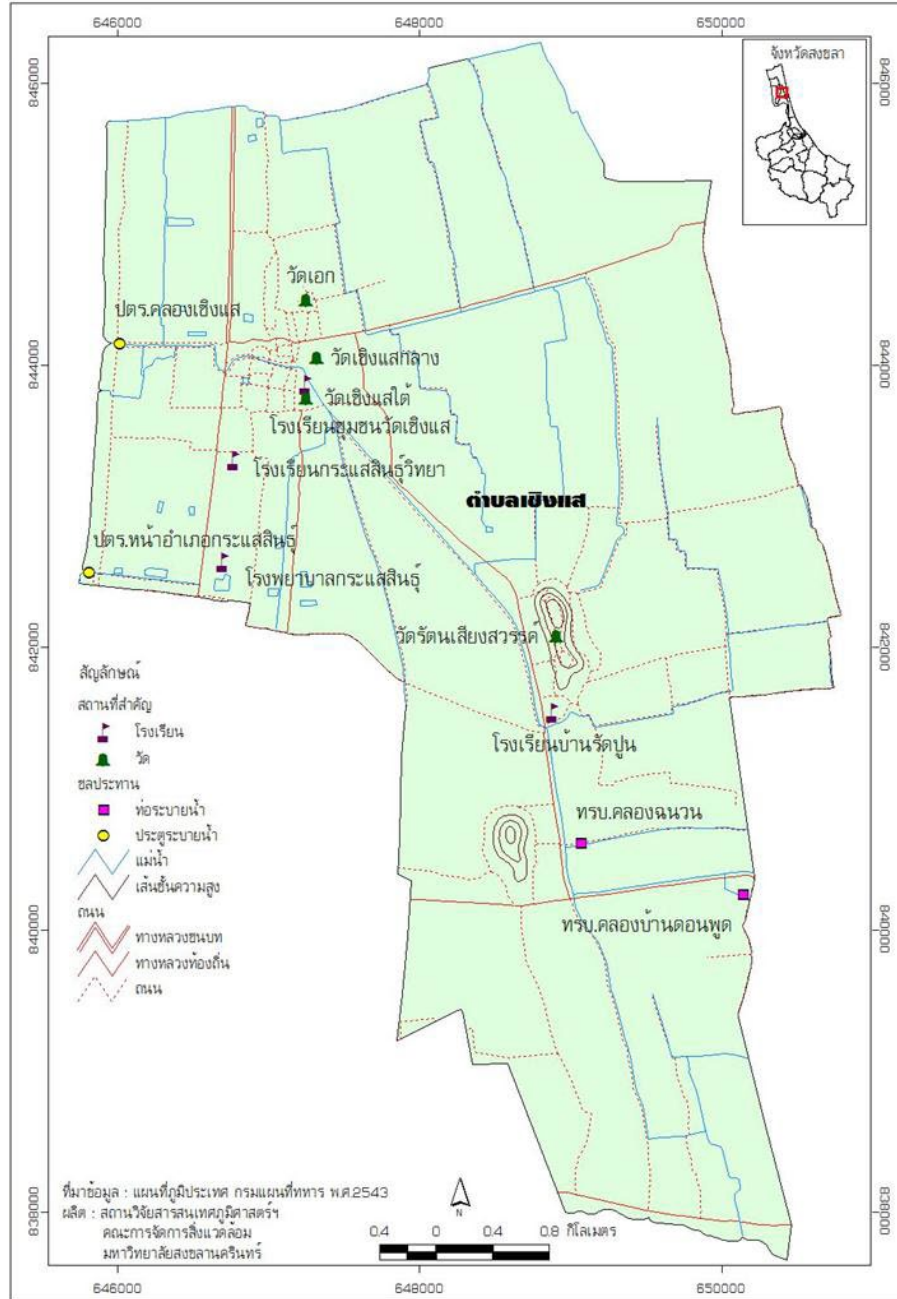 646000
648000
650000
846000
846000
จังหวัดสงขลา
วัดเอก
ปตร.คลองเชิงแส
844000
844000
วัดเชิงแสกลาง
วัดเชิงแสใต้
โรงเรียนชุมชนวัดเชิงแส
โรงเรียนกระแสสินธุ์วิทยา
ตำบลเชิงแส
ปตร.หน้าอำเภอกระแสสินธุ์
โรงพยาบาลกระแสสินธุ์
842000
842000
วัดรัตนเสียงสวรรค์
โรงเรียนบ้านรัดปูน
ทรบ.คลองฉนวน
ทรบ.คลองบ้านดอนพูด
840000
840000
สัญลักษณ์
สถานที่สำคัญ
โรงเรียน
วัด
ชลประทาน
ท่อระบายน้ำ
ประตูระบายน้ำ
แม่น้ำ
เส้นชั้นความสูง
ถนน
ทางหลวงชนบท
ทางหลวงท้องถิ่น
ถนน
ที่มาข้อมูล : แผนที่ภูมิประเทศ กรมแผนที่ทหาร พ.ศ.2543
ผลิต : สถานวิจัยสารสนเทศภูมิศาสตร์ฯ
คณะการจัดการสิ่งแวดล้อม
มหาวิทยาลัยสงขลานครินทร์
N
0.4 0 0.4 0.8 กิโลเมตร
838000
838000
646000
648000
650000